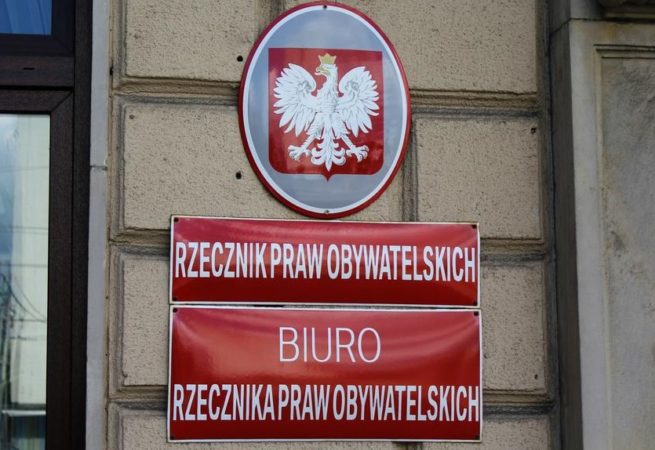 RZECZNIK PRAW OBYWATELSKICH
BIURO
RZECZNIKA PRAW OBYWATELSKICH